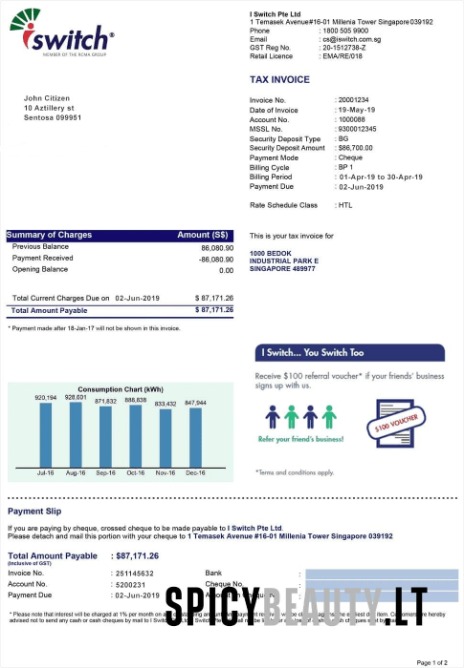 iswitch®
MEMBER OF THE KCMA GROUP
I Switch Pte Ltd
1 Temasek Avenue#16-01 Millenia Tower Singapore039192
Phone : 1800 505 9900
Email : cs@iswitch.com.sg
GST Reg No. : 20-1512738-Z
Retail Licence : EMA/RE/018
TAX INVOICE
John Citizen
10 Aztillery st
Sentosa 099951
Invoice No. : 20001234
Date of Invoice : 19-May-19
Account No. : 1000088
MSSL No. : 9300012345
Security Deposit Type : BG
Security Deposit Amount : $86,700.00
Payment Mode : Cheque
Billing Cycle : BP 1
Billing Period : 01-Apr-19 to 30-Apr-19
Payment Due : 02-Jun-2019
Rate Schedule Class : HTL
Summary of Charges Amount (S$)
Previous Balance 86,080.90
Payment Received -86,080.90
Opening Balance 0.00
Total Current Charges Due on 02-Jun-2019 $ 87,171.26
Total Amount Payable $ 87,171.26
* Payment made after 18-Jan-17 will not be shown in this invoice.
This is your tax invoice for
1000 BEDOK
INDUSTRIAL PARK E
SINGAPORE 489977
I Switch... You Switch Too
Receive $100 referral voucher* if your friends' business
signs up with us.
$100 VOUCHER
Refer your friend's business!
*Terms and conditions apply.
Consumption Chart (kWh)
920,194 928,601 871,832 888,838 833,432 847,944
Jul-16 Aug-16 Sep-16 Oct-16 Nov-16 Dec-16
Payment Slip
If you are paying by cheque, crossed cheque to be made payable to I Switch Pte Ltd.
Please detach and mail this portion with your cheque to 1 Temasek Avenue #16-01 Millenia Tower Singapore 039192
Total Amount Payable : $87,171.26
(Inclusive of GST)
Invoice No. : 251145632 Bank
Account No. : 5200231 Cheque No.
Payment Due : 02-Jun-2019
SPICYBEAUTY.LT
* Please note that interest will be charged at 1% per month on
advised not to send any cash or cash cheques by mail to I Switch
Page 1 of 2